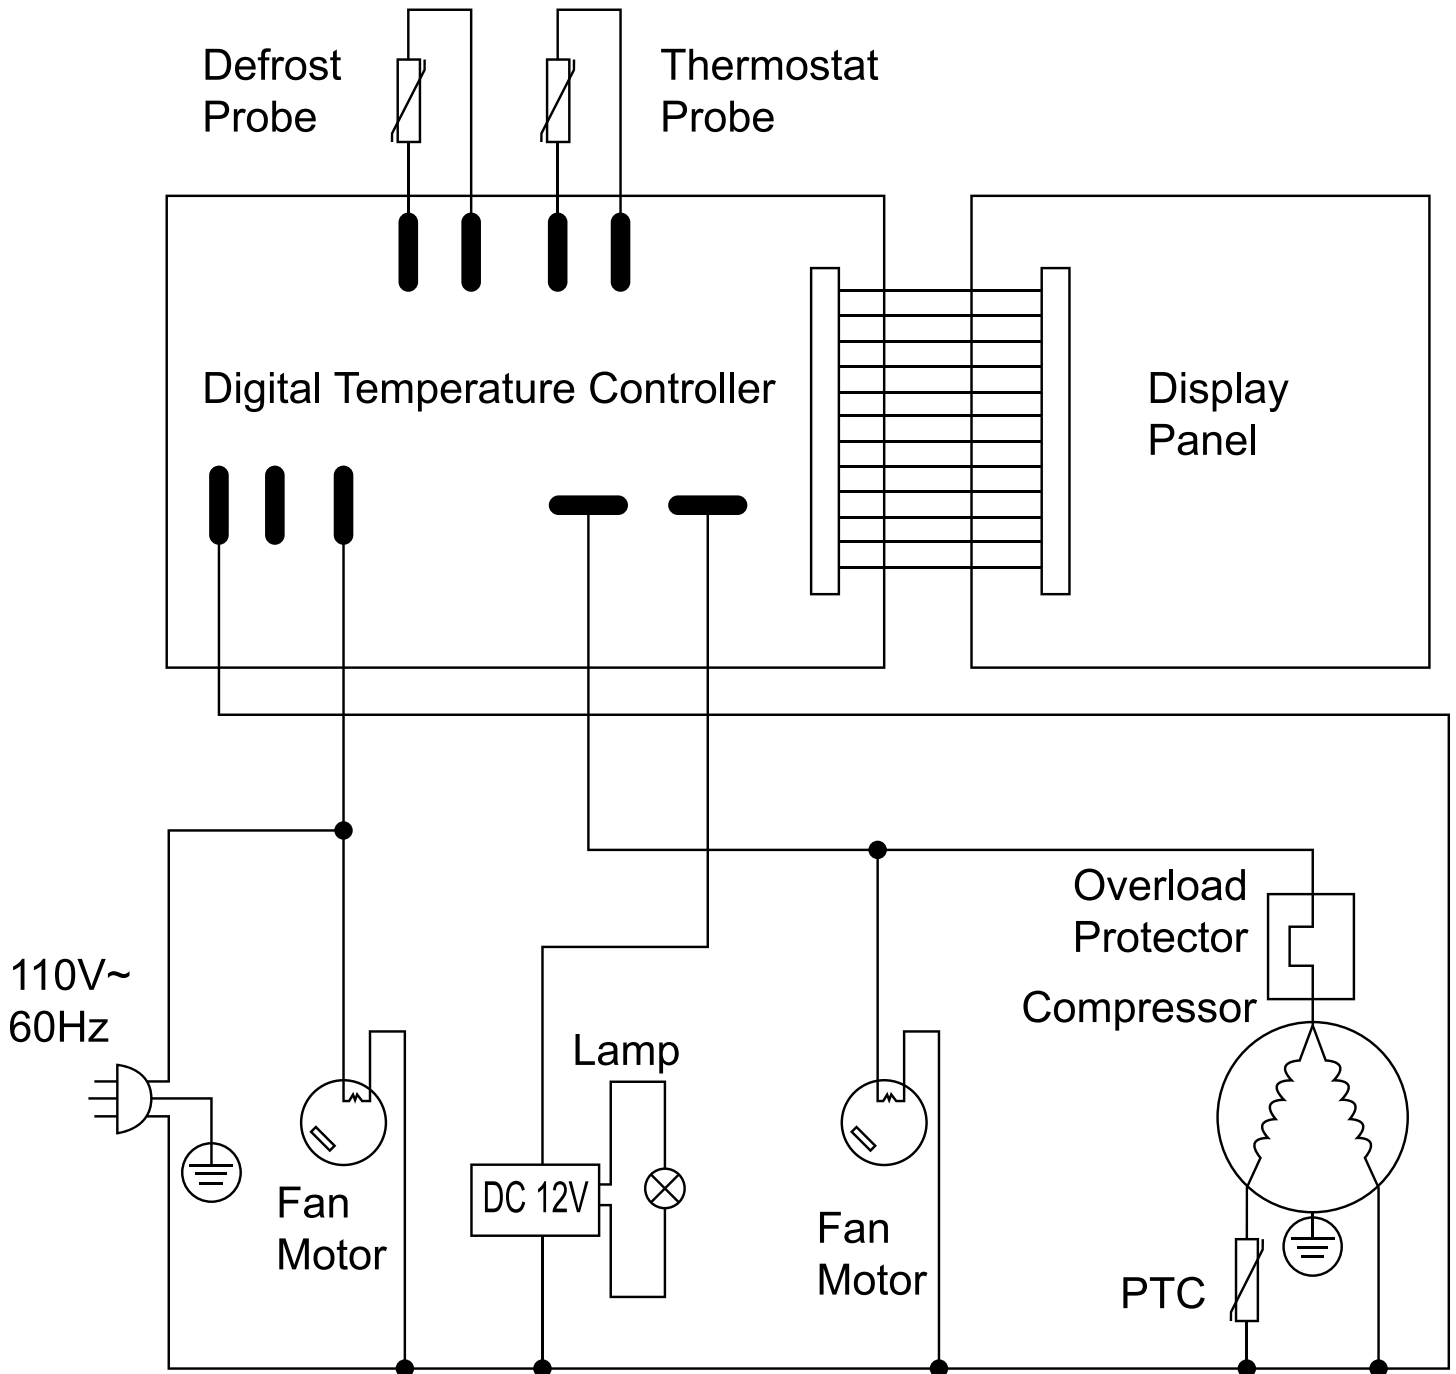 Defrost
Probe
Thermostat
Probe
Digital Temperature Controller
Display
Panel
Overload
Protector
Compressor
110V~
60Hz
Lamp
DC 12V
Fan
Motor
Fan
Motor
PTC